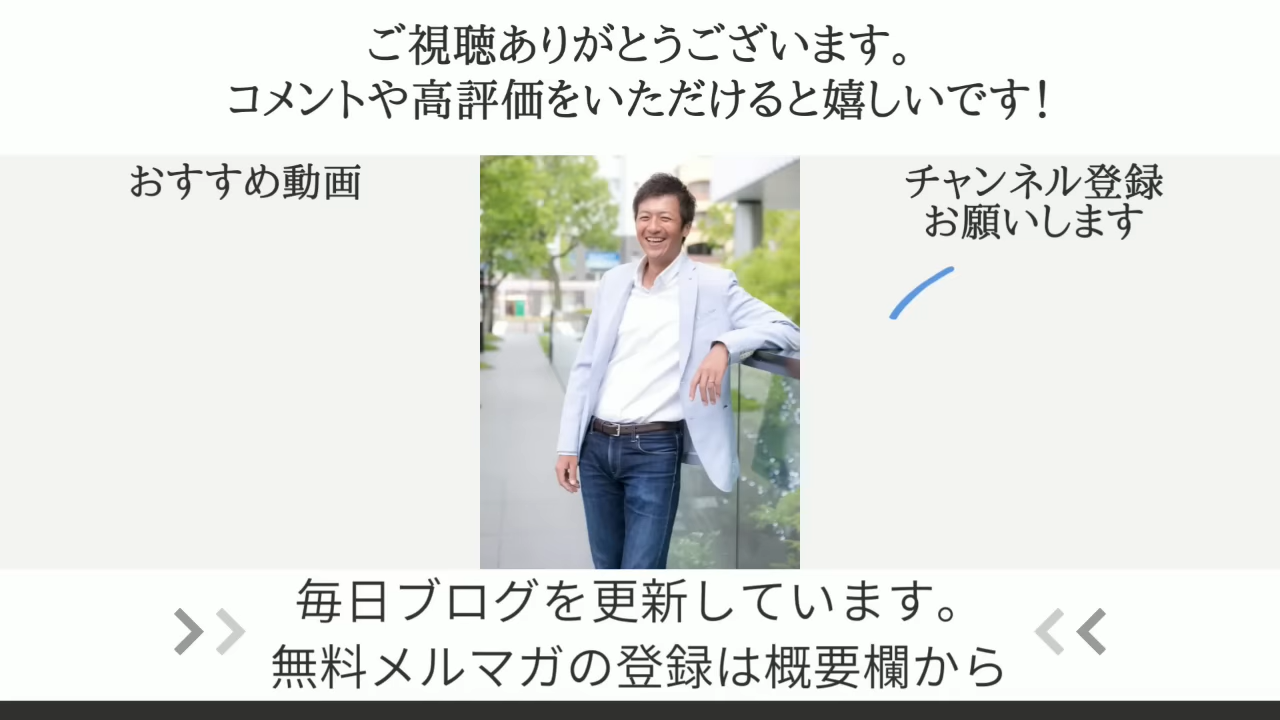 ご視聴ありがとうございます。
コメントや高評価をいただけると嬉しいです!
おすすめ動画
チャンネル登録
お願いします
毎日ブログを更新しています。
無料メルマガの登録は概要欄から